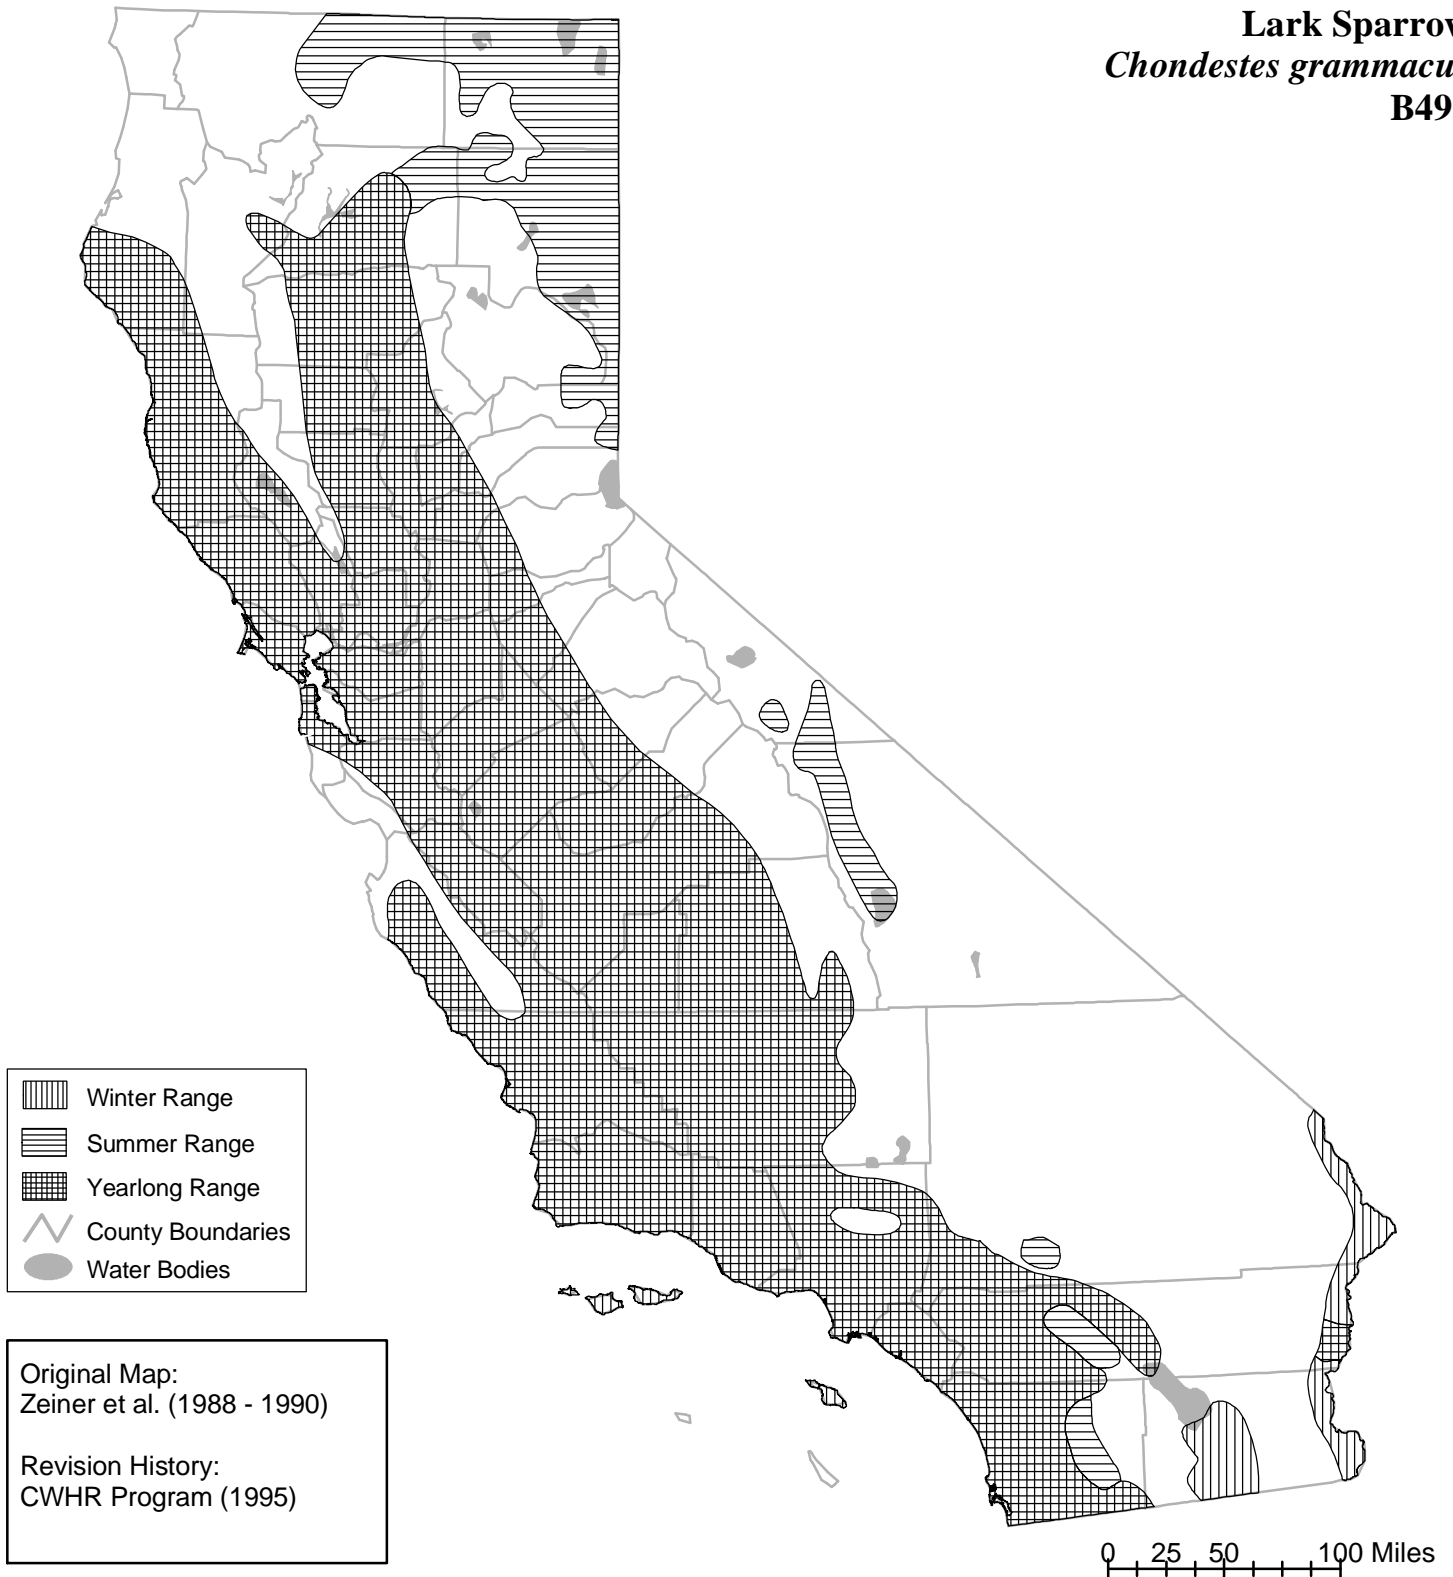 Lark Sparrow
Chondestes grammacu
B49
Winter Range
Summer Range
Yearlong Range
County Boundaries
Water Bodies
Original Map:
Zeiner et al. (1988 - 1990)
Revision History:
CWHR Program (1995)
0 25 50 100 Miles